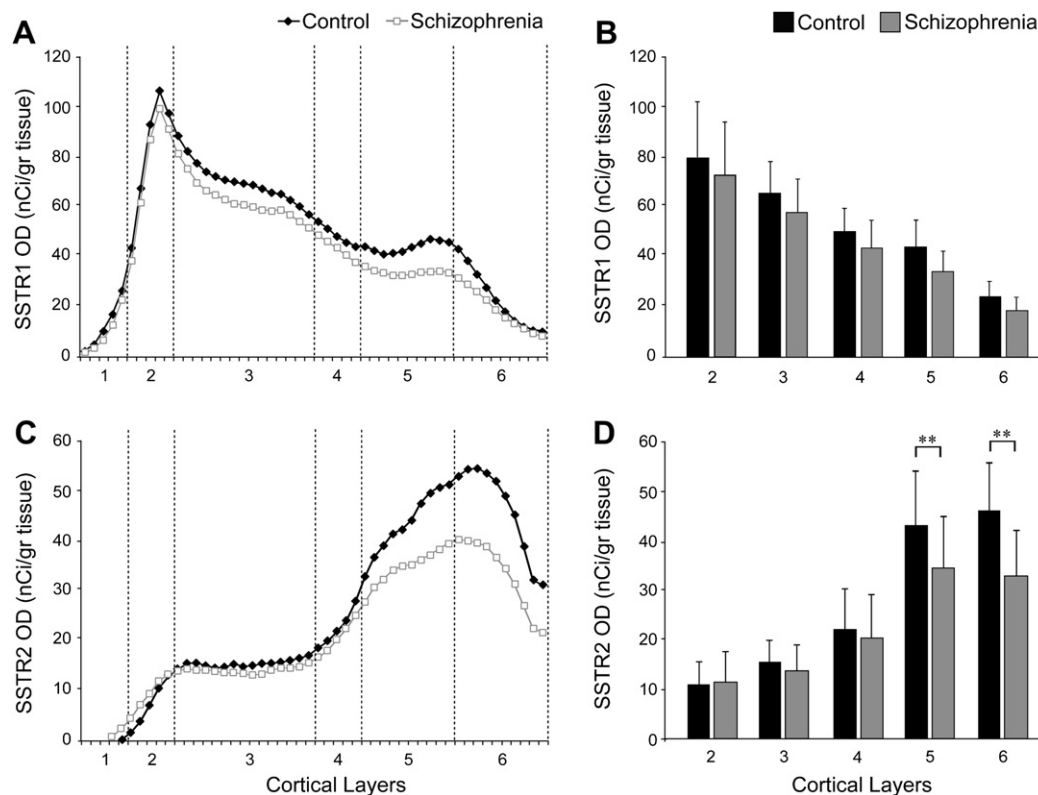 A
Control
Schizophrenia
SSTR1 OD (nCi/gr tissue)
120
100
80
60
40
20
0
1 2 3 4 5 6
B
Control
Schizophrenia
SSTR1 OD (nCi/gr tissue)
120
100
80
60
40
20
0
2 3 4 5 6
C
SSTR2 OD (nCi/gr tissue)
60
50
40
30
20
10
0
1 2 3 4 5 6
Cortical Layers
D
SSTR2 OD (nCi/gr tissue)
60
50
40
30
20
10
0
** **
2 3 4 5 6
Cortical Layers